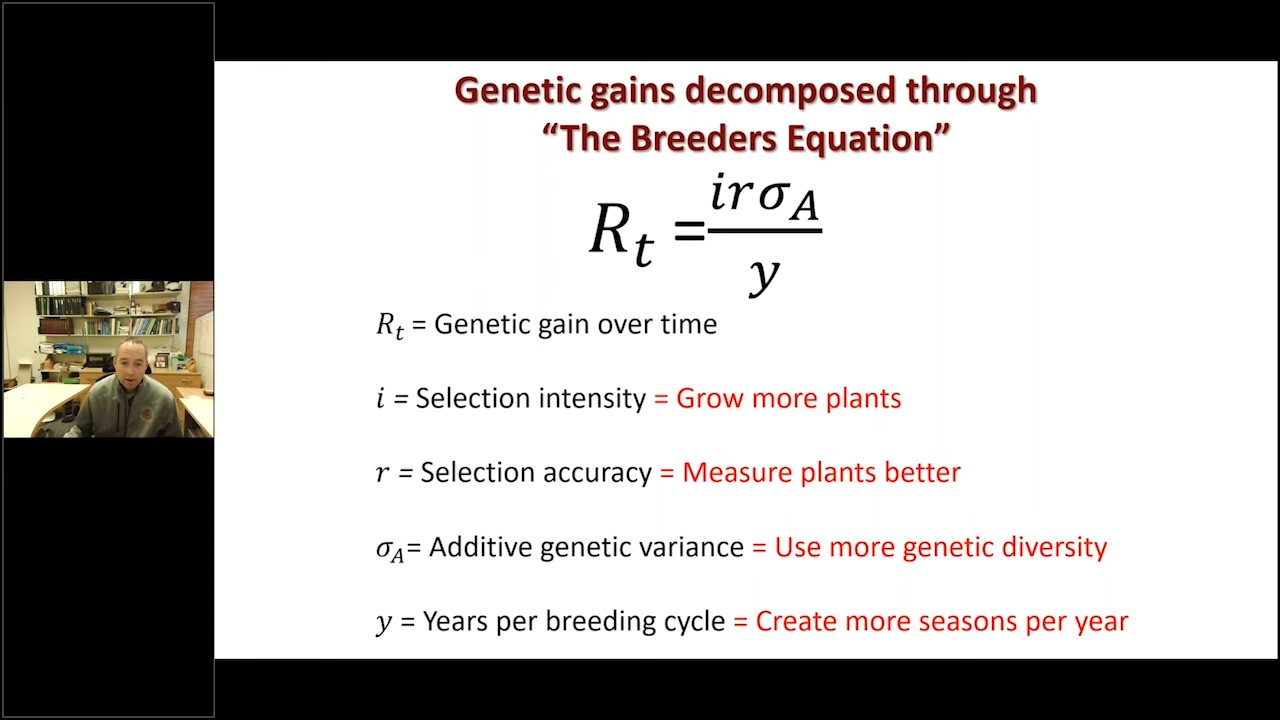 Genetic gains decomposed through
“The Breeders Equation”
R_t = irσ_A / y
R_t = Genetic gain over time
i = Selection intensity = Grow more plants
r = Selection accuracy = Measure plants better
σ_A= Additive genetic variance = Use more genetic diversity
y = Years per breeding cycle = Create more seasons per year